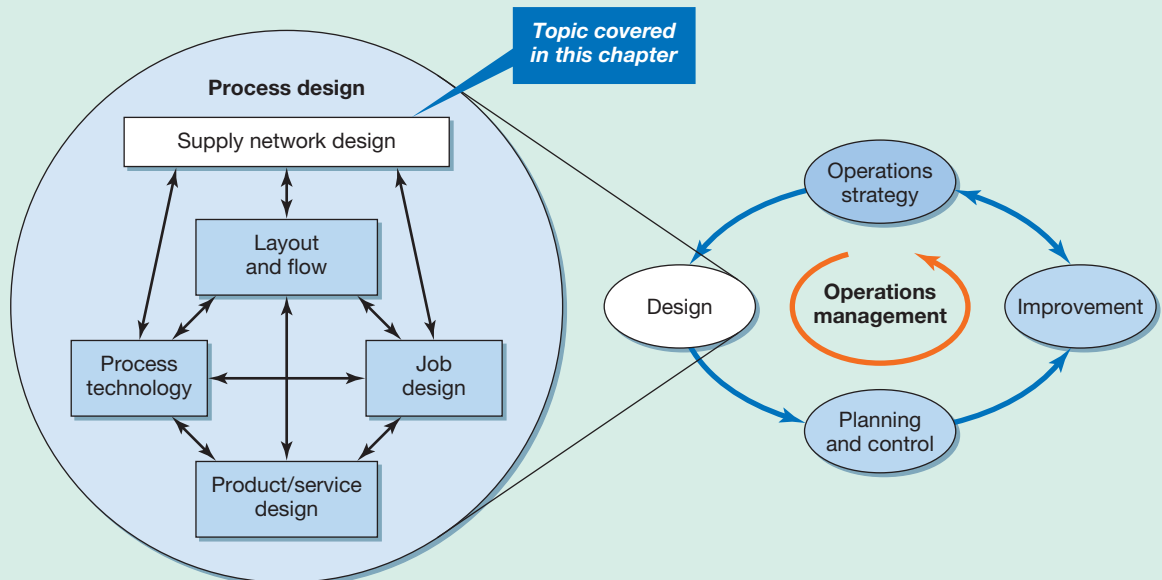 Topic covered
in this chapter
Process design
Supply network design
Layout
and flow
Process
technology
Job
design
Product/service
design
Operations
strategy
Design
Operations
management
Improvement
Planning
and control